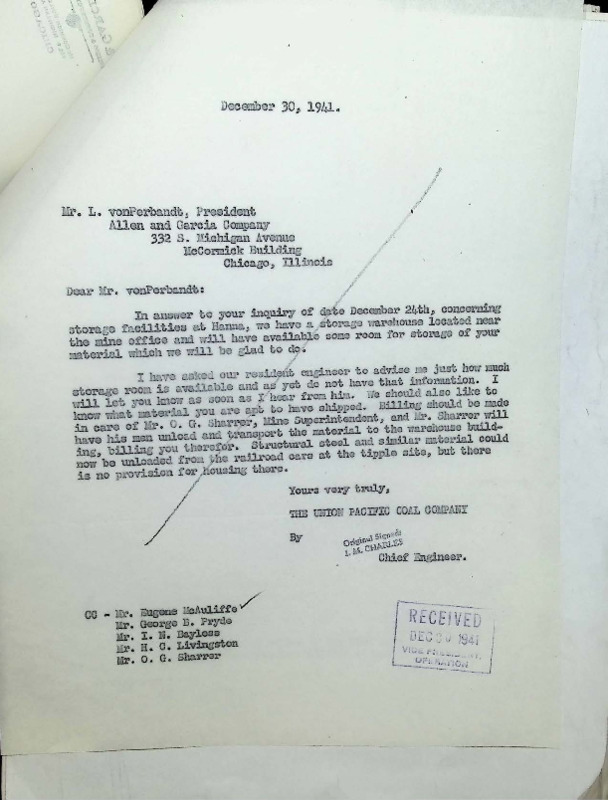 CHICAGO
December 30, 1941.
Mr. L. vonPerbandt, President
Allen and Garcia Company
332 S. Michigan Avenue
McCormick Building
Chicago, Illinois
Dear Mr. vonPerbandt:
In answer to your inquiry of date December 24th, concerning
storage facilities at Hanna, we have a storage warehouse located near
the mine office and will have available some room for storage of your
material which we will be glad to do.
I have asked our resident engineer to advise me just how much
storage room is available and as yet do not have that information. I
will let you know as soon as I hear from him. We should also like to
know what material you are apt to have shipped. Billing should be made
in care of Mr. O. G. Sharrer, Mine Superintendent, and Mr. Sharrer will
have his men unload and transport the material to the warehouse build-
ing, billing you therefor. Structural steel and similar material could
now be unloaded from the railroad cars at the tipple site, but there
is no provision for housing there.
Yours very truly,
THE UNION PACIFIC COAL COMPANY
By
Original Signed:
I. M. CHARLES
Chief Engineer.
CC - Mr. Eugene McAuliffe
Mr. George B. Pryde
Mr. I. N. Bayless
Mr. H. C. Livingston
Mr. O. G. Sharrer
RECEIVED
DEC 30 1941
VICE PRESIDENT,
OPERATION